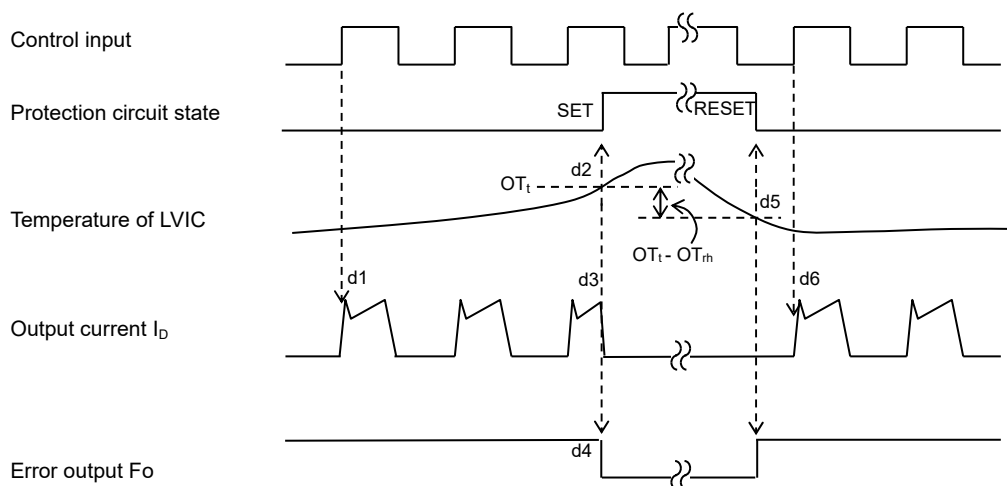 Control input
Protection circuit state
SET
RESET
d2
OTt
d5
Temperature of LVIC
OTt - OTrh
d1
d3
d6
Output current ID
d4
Error output Fo